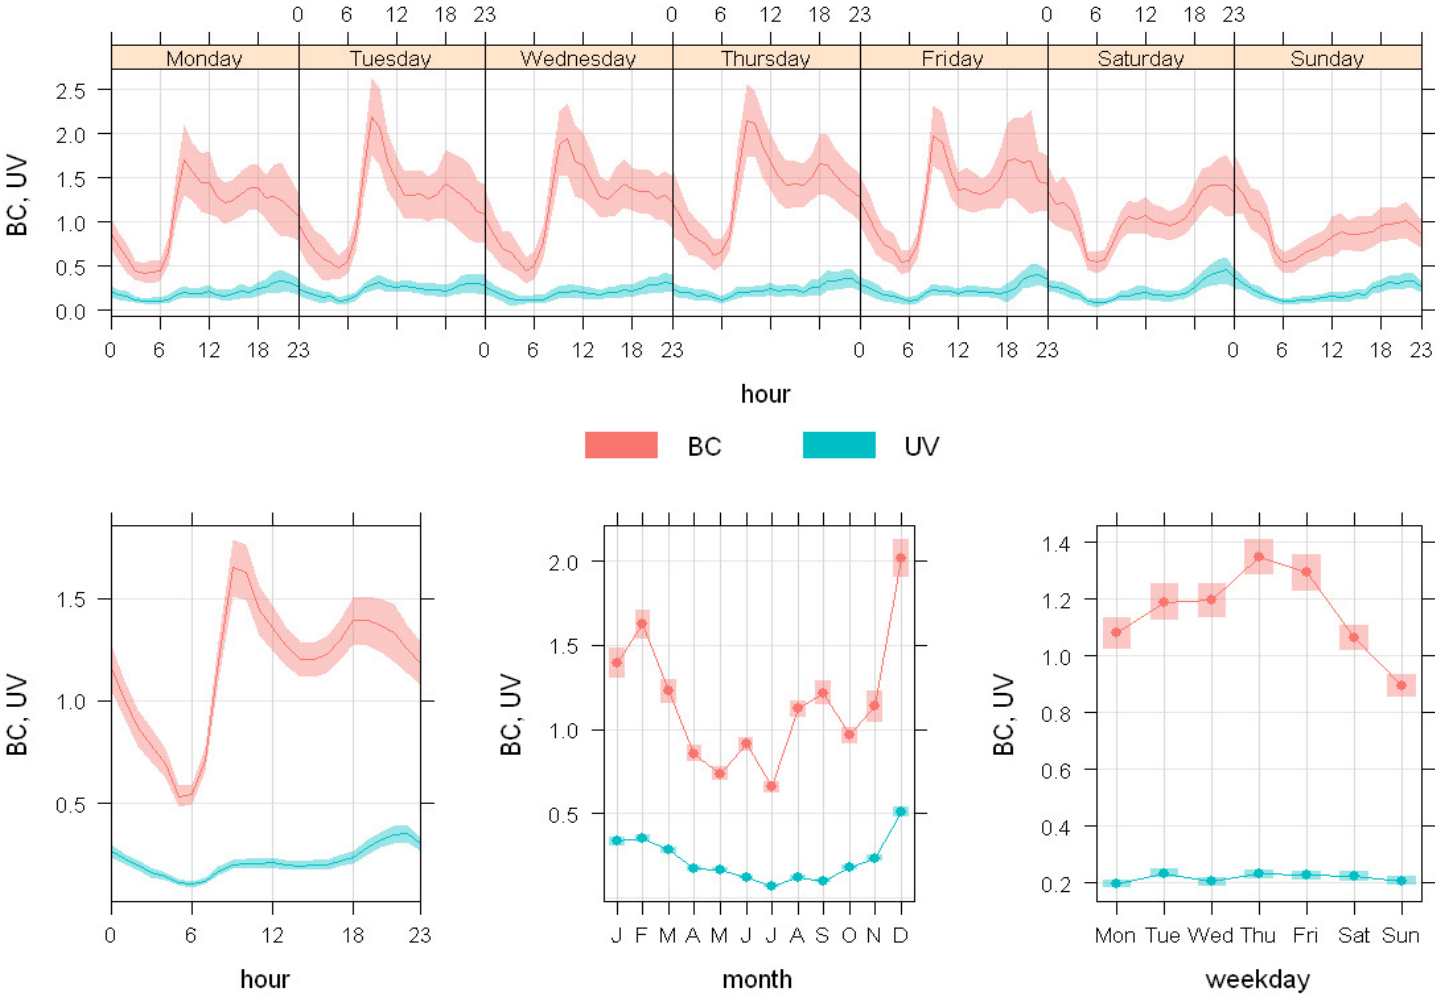 0 6 12 18 23 0 6 12 18 23 0 6 12 18 23
Monday Tuesday Wednesday Thursday Friday Saturday Sunday
2.5
2.0
1.5
1.0
0.5
0.0
BC, UV
0 6 12 18 23 0 6 12 18 23 0 6 12 18 23 0 6 12 18 23
hour
BC UV
1.5
1.0
0.5
BC, UV
0 6 12 18 23
hour
2.0
1.5
1.0
0.5
BC, UV
J F M A M J J A S O N D
month
1.4
1.2
1.0
0.8
0.6
0.4
0.2
BC, UV
Mon Tue Wed Thu Fri Sat Sun
weekday